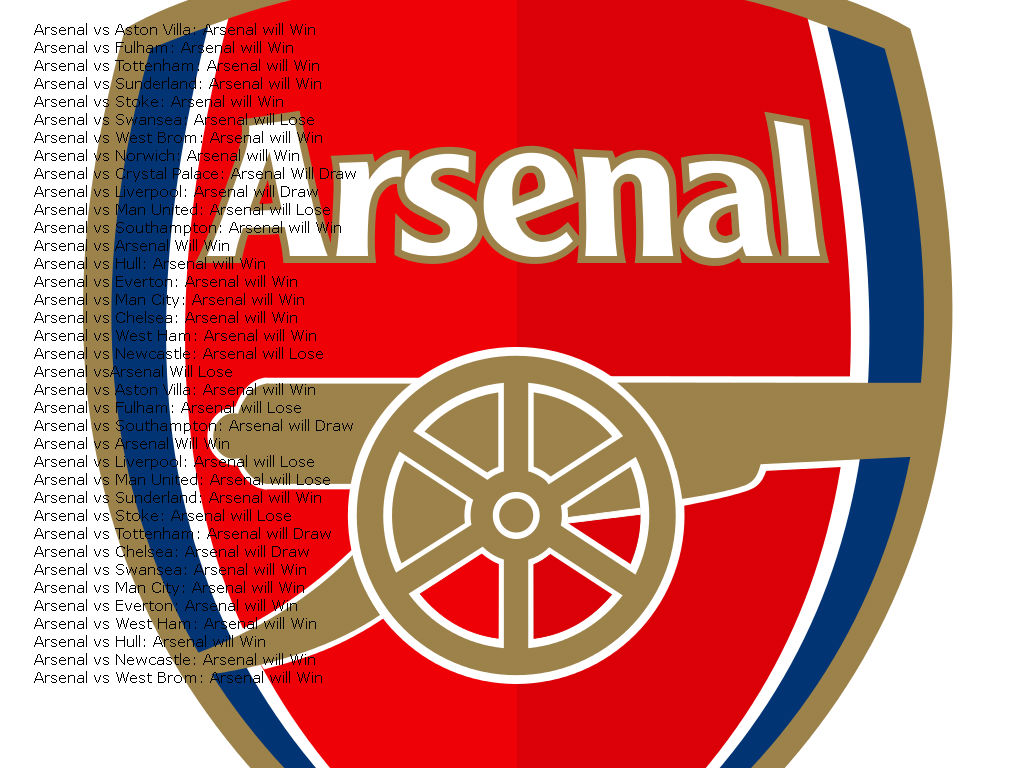 Arsenal vs Aston Villa: Arsenal will Win
Arsenal vs Fulham: Arsenal will Win
Arsenal vs Tottenham: Arsenal will Win
Arsenal vs Sunderland: Arsenal will Win
Arsenal vs Stoke: Arsenal will Win
Arsenal vs Swansea: Arsenal will Lose
Arsenal vs West Brom: Arsenal will Win
Arsenal vs Norwich: Arsenal will Win
Arsenal vs Crystal Palace: Arsenal Will Draw
Arsenal vs Liverpool: Arsenal will Draw
Arsenal vs Man United: Arsenal will Lose
Arsenal vs Southampton: Arsenal will Win
Arsenal vs Arsenal Will Win
Arsenal vs Hull: Arsenal will Win
Arsenal vs Everton: Arsenal will Win
Arsenal vs Man City: Arsenal will Win
Arsenal vs Chelsea: Arsenal will Win
Arsenal vs West Ham: Arsenal will Win
Arsenal vs Newcastle: Arsenal will Lose
Arsenal vsArsenal Will Lose
Arsenal vs Aston Villa: Arsenal will Win
Arsenal vs Fulham: Arsenal will Lose
Arsenal vs Southampton: Arsenal will Draw
Arsenal vs Arsenal Will Win
Arsenal vs Liverpool: Arsenal will Lose
Arsenal vs Man United: Arsenal will Lose
Arsenal vs Sunderland: Arsenal will Win
Arsenal vs Stoke: Arsenal will Lose
Arsenal vs Tottenham: Arsenal will Draw
Arsenal vs Chelsea: Arsenal will Draw
Arsenal vs Swansea: Arsenal will Win
Arsenal vs Man City: Arsenal will Win
Arsenal vs Everton: Arsenal will Win
Arsenal vs West Ham: Arsenal will Win
Arsenal vs Hull: Arsenal will Win
Arsenal vs Newcastle: Arsenal will Win
Arsenal vs West Brom: Arsenal will Win
Arsenal